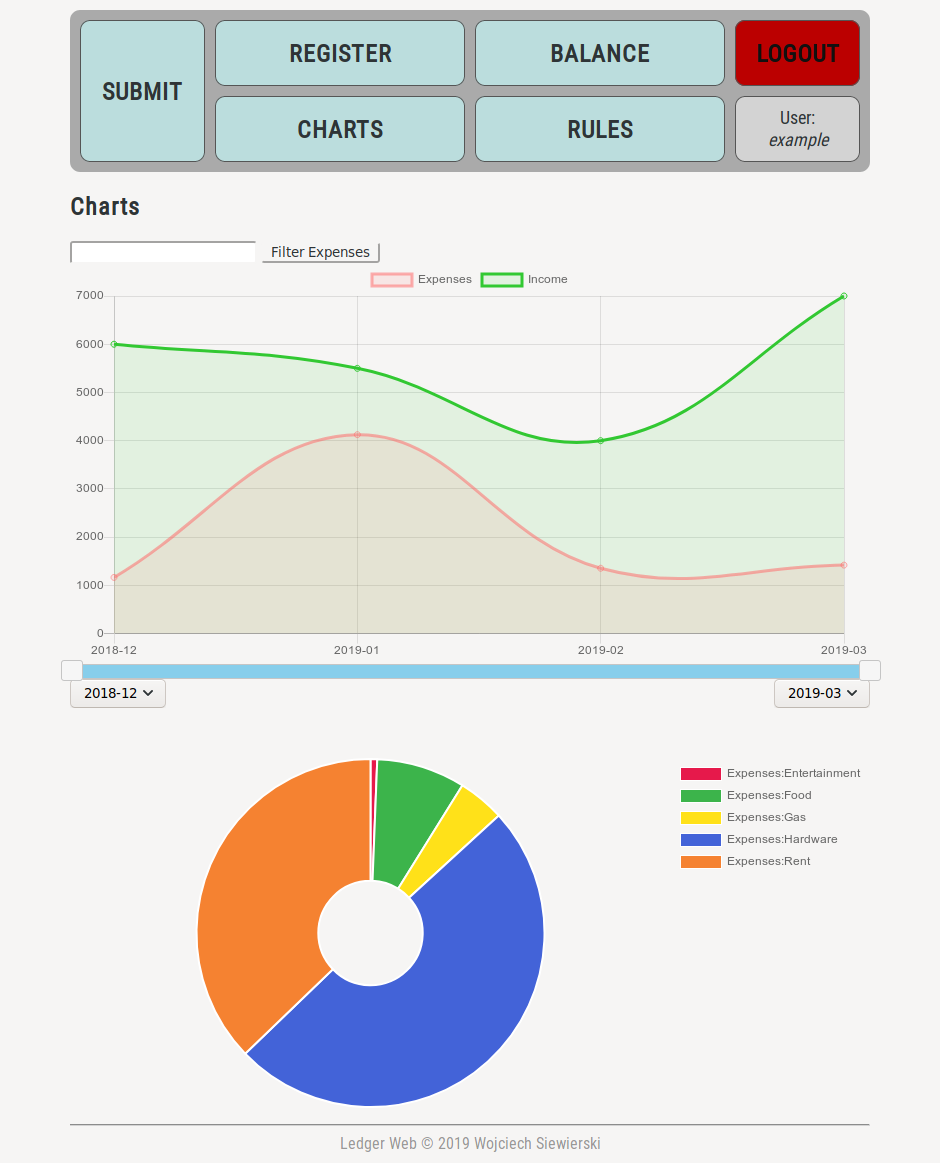 SUBMIT
REGISTER
BALANCE
LOGOUT
CHARTS
RULES
User:
example
Charts
Filter Expenses
Expenses
Income
7000
6000
5000
4000
3000
2000
1000
0
2018-12
2019-01
2019-02
2019-03
2018-12
2019-03
Expenses:Entertainment
Expenses:Food
Expenses:Gas
Expenses:Hardware
Expenses:Rent
Ledger Web © 2019 Wojciech Siewierski